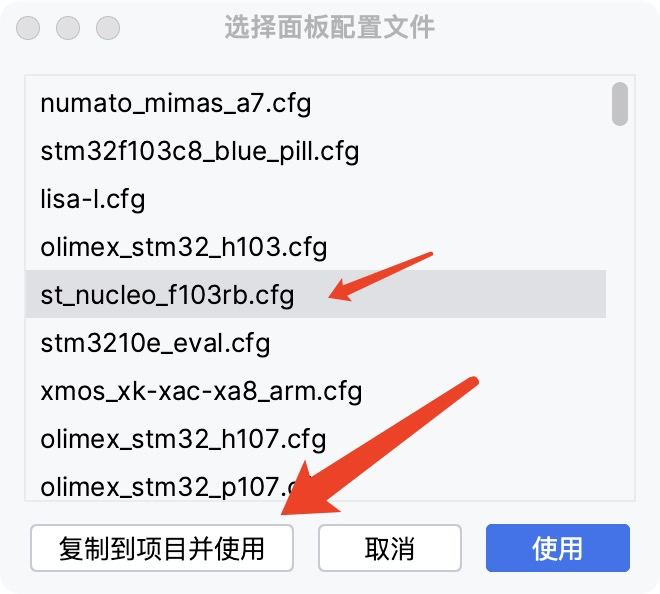 选择面板配置文件
numato_mimas_a7.cfg
stm32f103c8_blue_pill.cfg
lisa-l.cfg
olimex_stm32_h103.cfg
st_nucleo_f103rb.cfg
stm3210e_eval.cfg
xmos_xk-xac-xa8_arm.cfg
olimex_stm32_h107.cfg
olimex_stm32_p107.cfg
复制到项目并使用
取消
使用